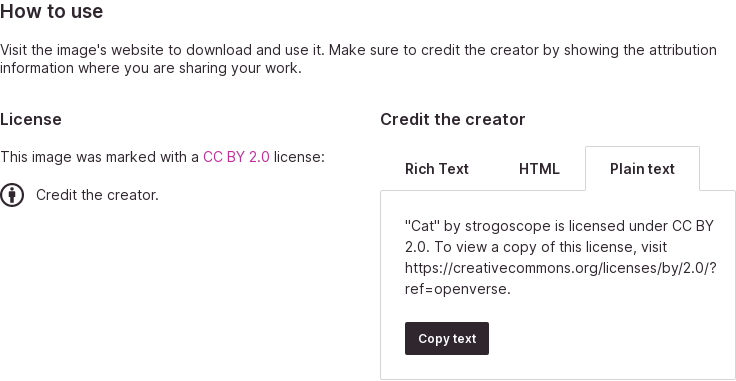 How to use
Visit the image's website to download and use it. Make sure to credit the creator by showing the attribution
information where you are sharing your work.
License
This image was marked with a CC BY 2.0 license:
Credit the creator.
Credit the creator
Rich Text
HTML
Plain text
"Cat" by strogoscope is licensed under CC BY
2.0. To view a copy of this license, visit
https://creativecommons.org/licenses/by/2.0/?
ref=openverse.
Copy text